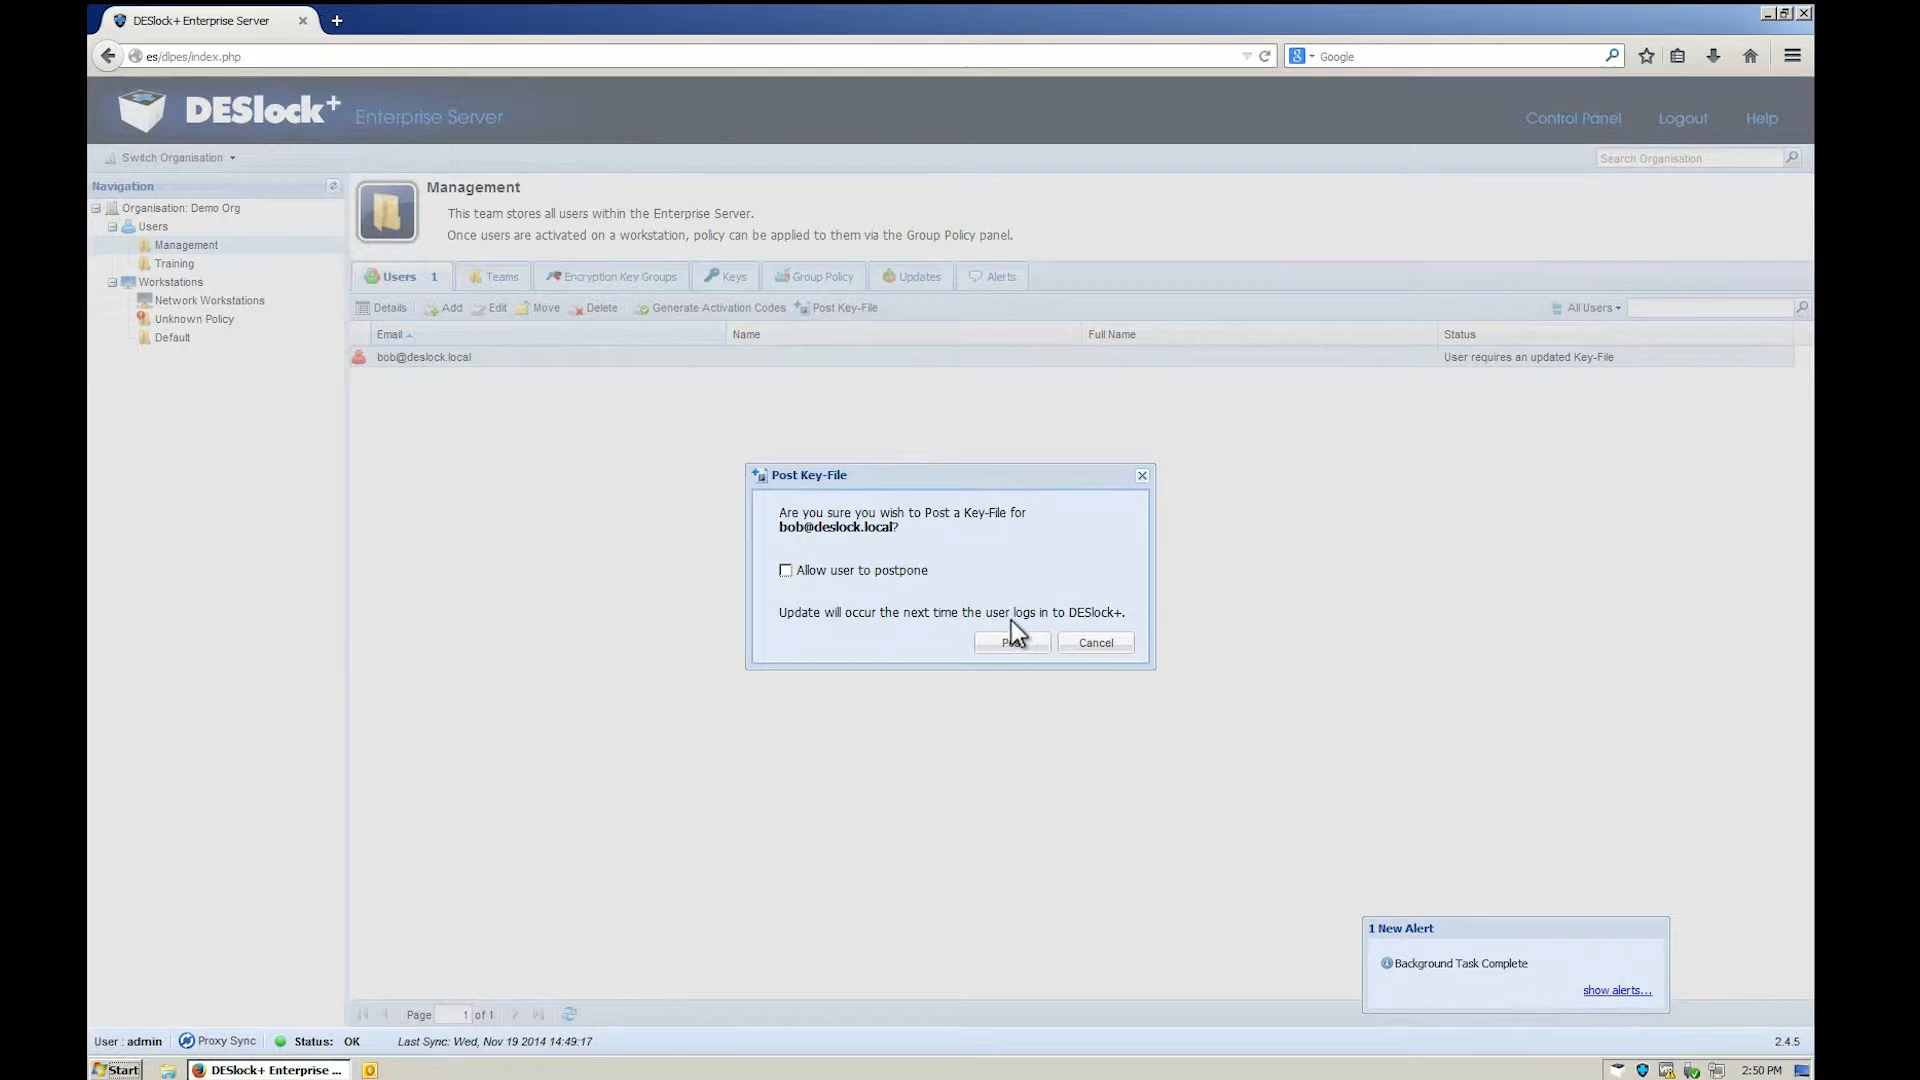 DESlock+ Enterprise Server
es/dlpes/index.php
Google
DESlock+ Enterprise Server
Control Panel Logout Help
Switch Organisation
Search Organisation
Navigation
Organisation: Demo Org
Users
Management
Training
Workstations
Network Workstations
Unknown Policy
Default
Management
This team stores all users within the Enterprise Server.
Once users are activated on a workstation, policy can be applied to them via the Group Policy panel.
Users 1 Teams Encryption Key Groups Keys Group Policy Updates Alerts
Details Add Edit Move Delete Generate Activation Codes Post Key-File All Users
Email Name Full Name Status
bob@deslock.local User requires an updated Key-File
Post Key-File
Are you sure you wish to Post a Key-File for
bob@deslock.local?
Allow user to postpone
Update will occur the next time the user logs in to DESlock+.
Cancel
1 New Alert
Background Task Complete
show alerts...
Page 1 of 1
User : admin Proxy Sync Status: OK Last Sync: Wed, Nov 19 2014 14:49:17 2.4.5
Start DESlock+ Enterprise ... 2:50 PM